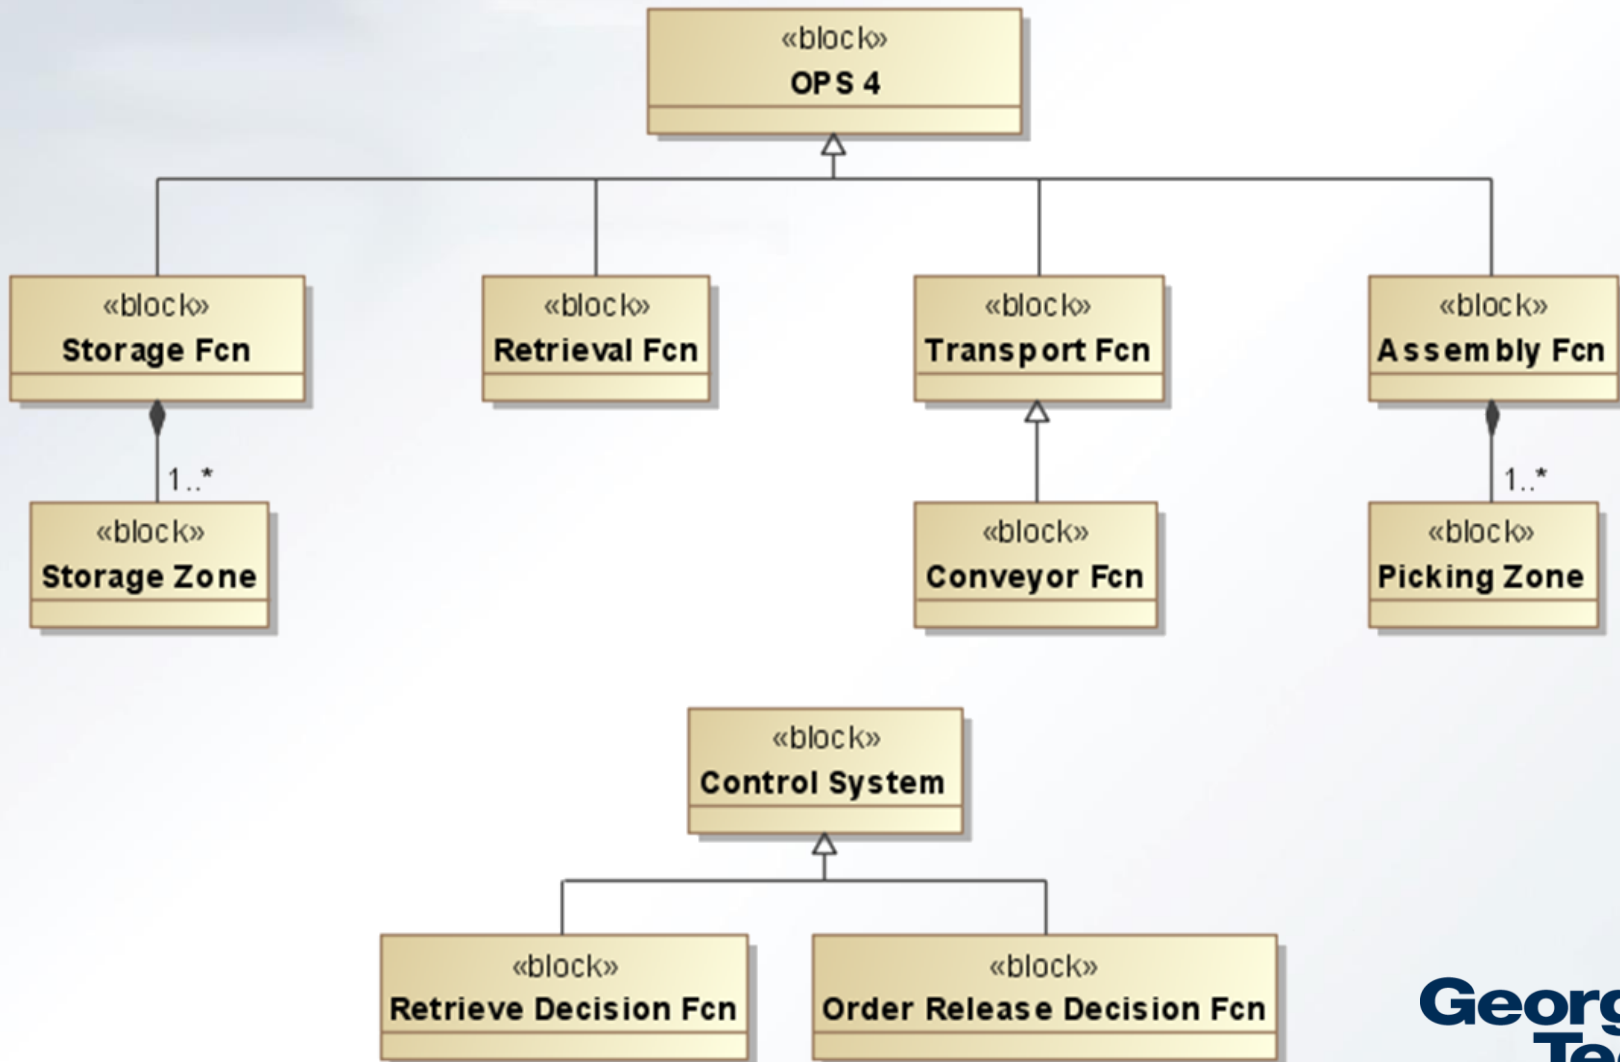 «block»
OPS 4
«block»
Storage Fcn
«block»
Retrieval Fcn
«block»
Transport Fcn
«block»
Assembly Fcn
1..*
1..*
«block»
Storage Zone
«block»
Conveyor Fcn
«block»
Picking Zone
«block»
Control System
«block»
Retrieve Decision Fcn
«block»
Order Release Decision Fcn
Georg